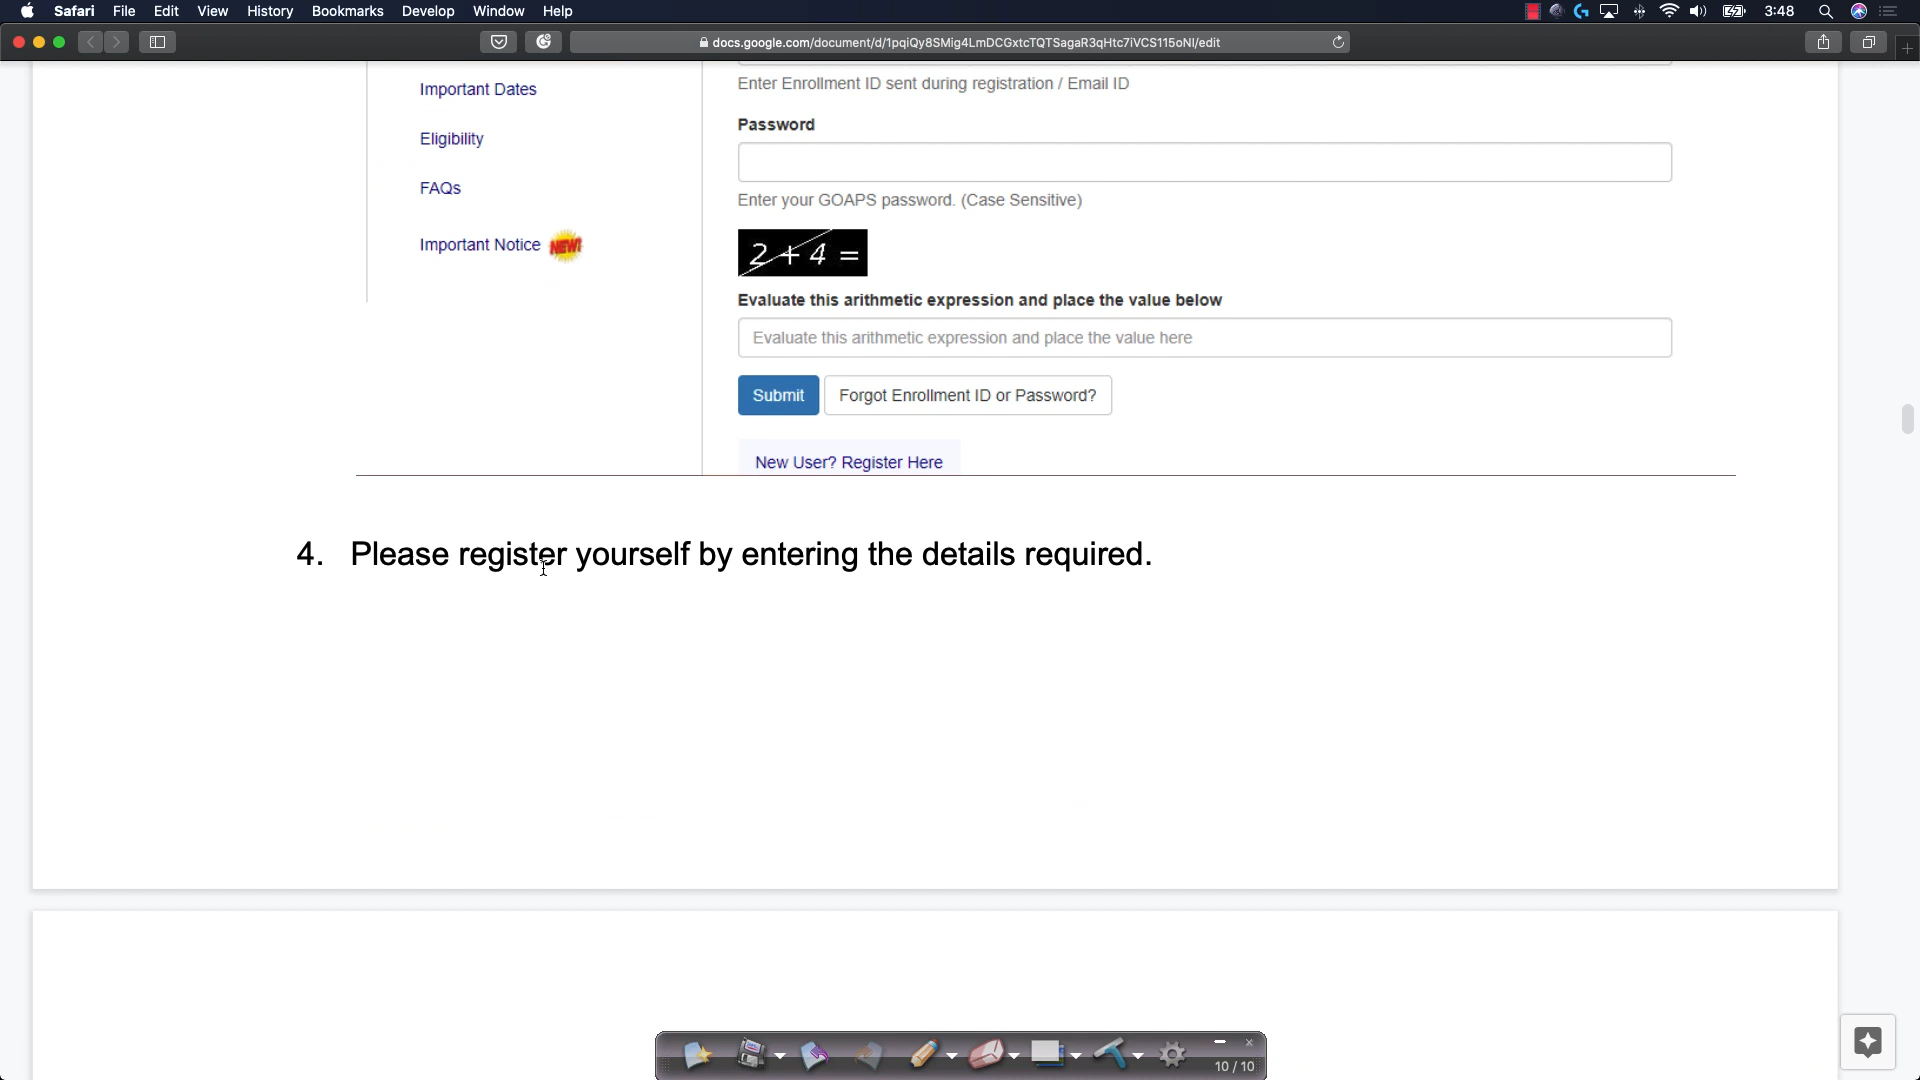 Safari File Edit View History Bookmarks Develop Window Help 3:48
docs.google.com/document/d/1pqiQy8SMig4LmDCGxtcTQTSagaR3qHtc7iVCS115oNI/edit
Important Dates
Eligibility
FAQs
Important Notice NEW!
Enter Enrollment ID sent during registration / Email ID
Password
Enter your GOAPS password. (Case Sensitive)
2 + 4 =
Evaluate this arithmetic expression and place the value below
Evaluate this arithmetic expression and place the value here
Submit Forgot Enrollment ID or Password?
New User? Register Here
4. Please register yourself by entering the details required.
10 / 10